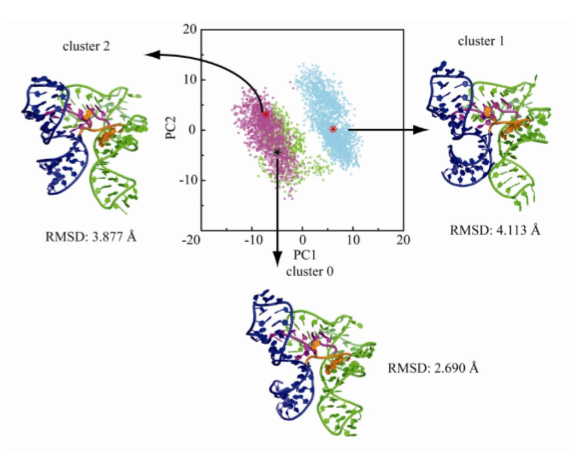 cluster 2
20
cluster 1
10
PC2
0
-10
RMSD: 3.877 Å
RMSD: 4.113 Å
-20
-10
0
10
20
PC1
cluster 0
RMSD: 2.690 Å